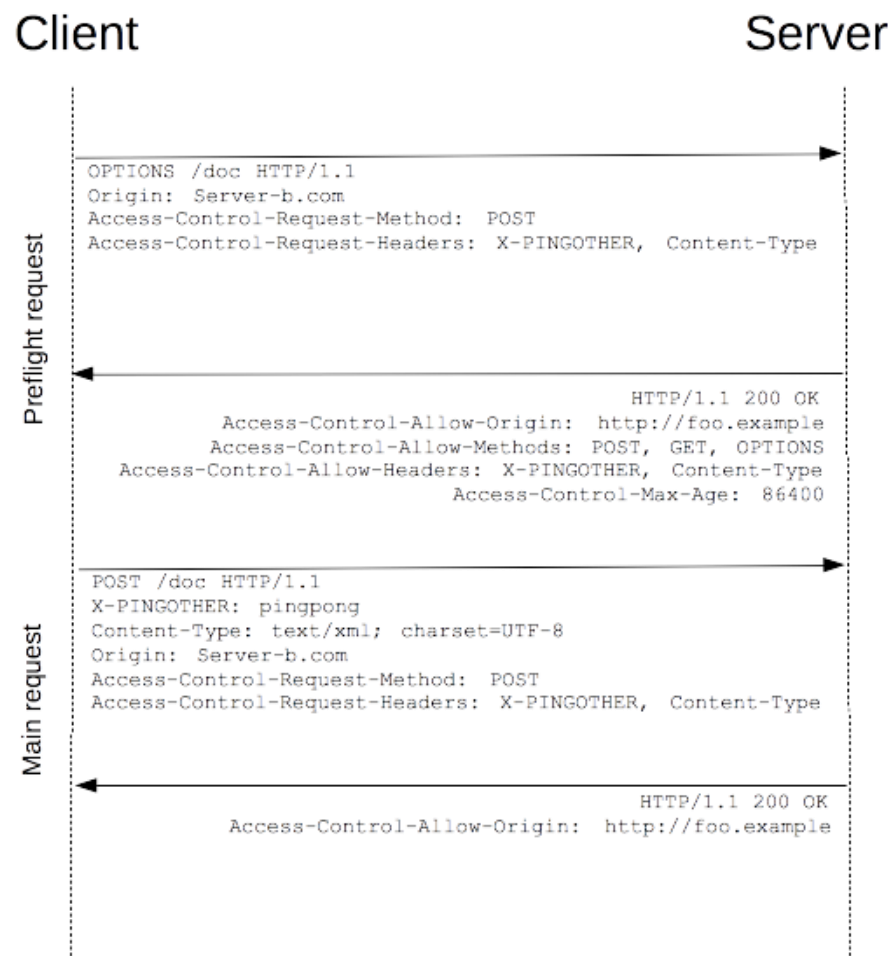 Client
Server
Preflight request
OPTIONS /doc HTTP/1.1
Origin: Server-b.com
Access-Control-Request-Method: POST
Access-Control-Request-Headers: X-PINGOTHER, Content-Type
HTTP/1.1 200 OK
Access-Control-Allow-Origin: http://foo.example
Access-Control-Allow-Methods: POST, GET, OPTIONS
Access-Control-Allow-Headers: X-PINGOTHER, Content-Type
Access-Control-Max-Age: 86400
Main request
POST /doc HTTP/1.1
X-PINGOTHER: pingpong
Content-Type: text/xml; charset=UTF-8
Origin: Server-b.com
Access-Control-Request-Method: POST
Access-Control-Request-Headers: X-PINGOTHER, Content-Type
HTTP/1.1 200 OK
Access-Control-Allow-Origin: http://foo.example